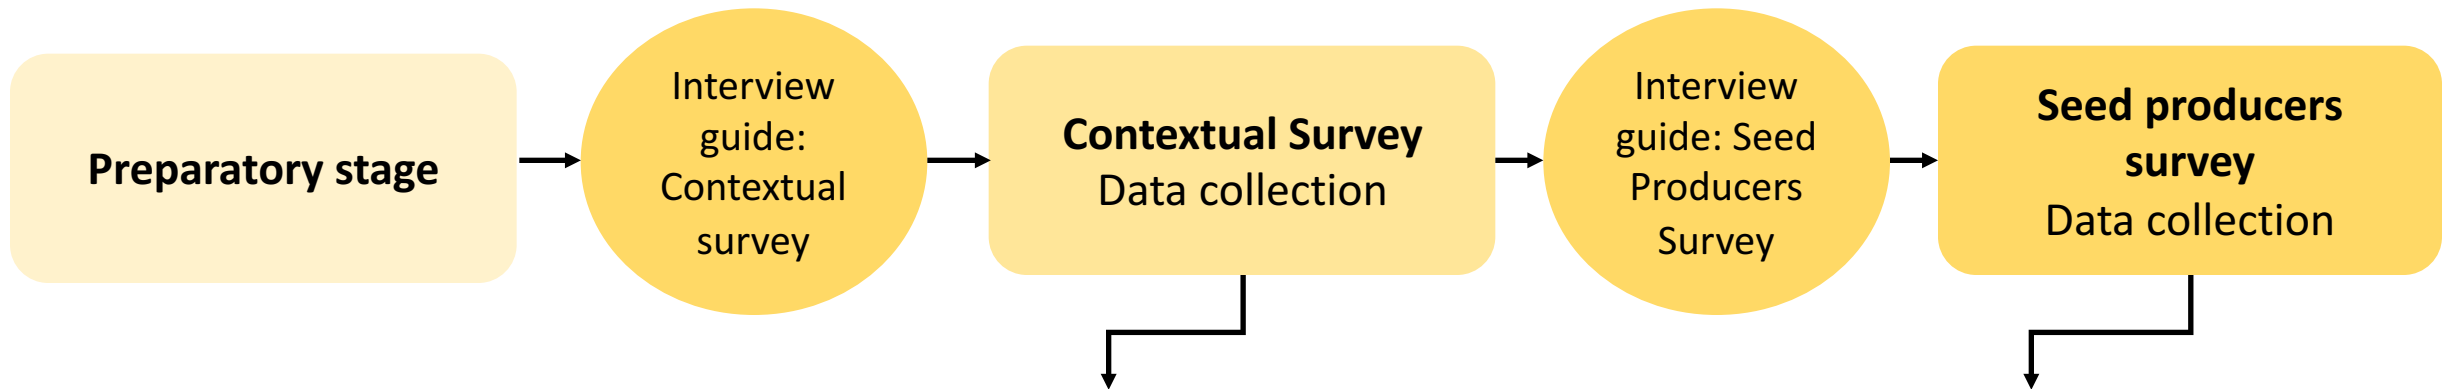 Preparatory stage
Interview
guide:
Contextual
survey
Contextual Survey
Data collection
Interview
guide: Seed
Producers
Survey
Seed producers
survey
Data collection